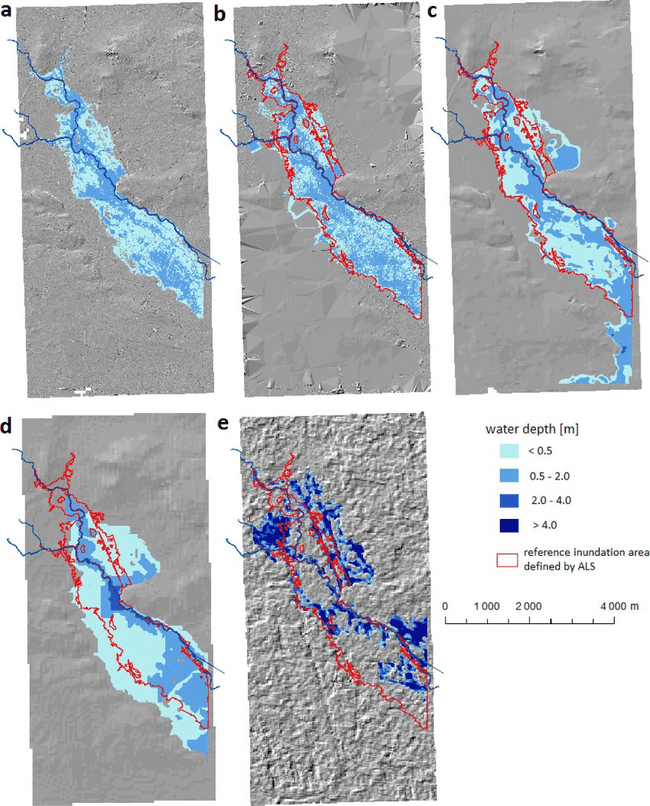 a
b
c
d
e
water depth [m]
< 0.5
0.5 - 2.0
2.0 - 4.0
> 4.0
reference inundation area
defined by ALS
0 1 000 2 000 4 000 m